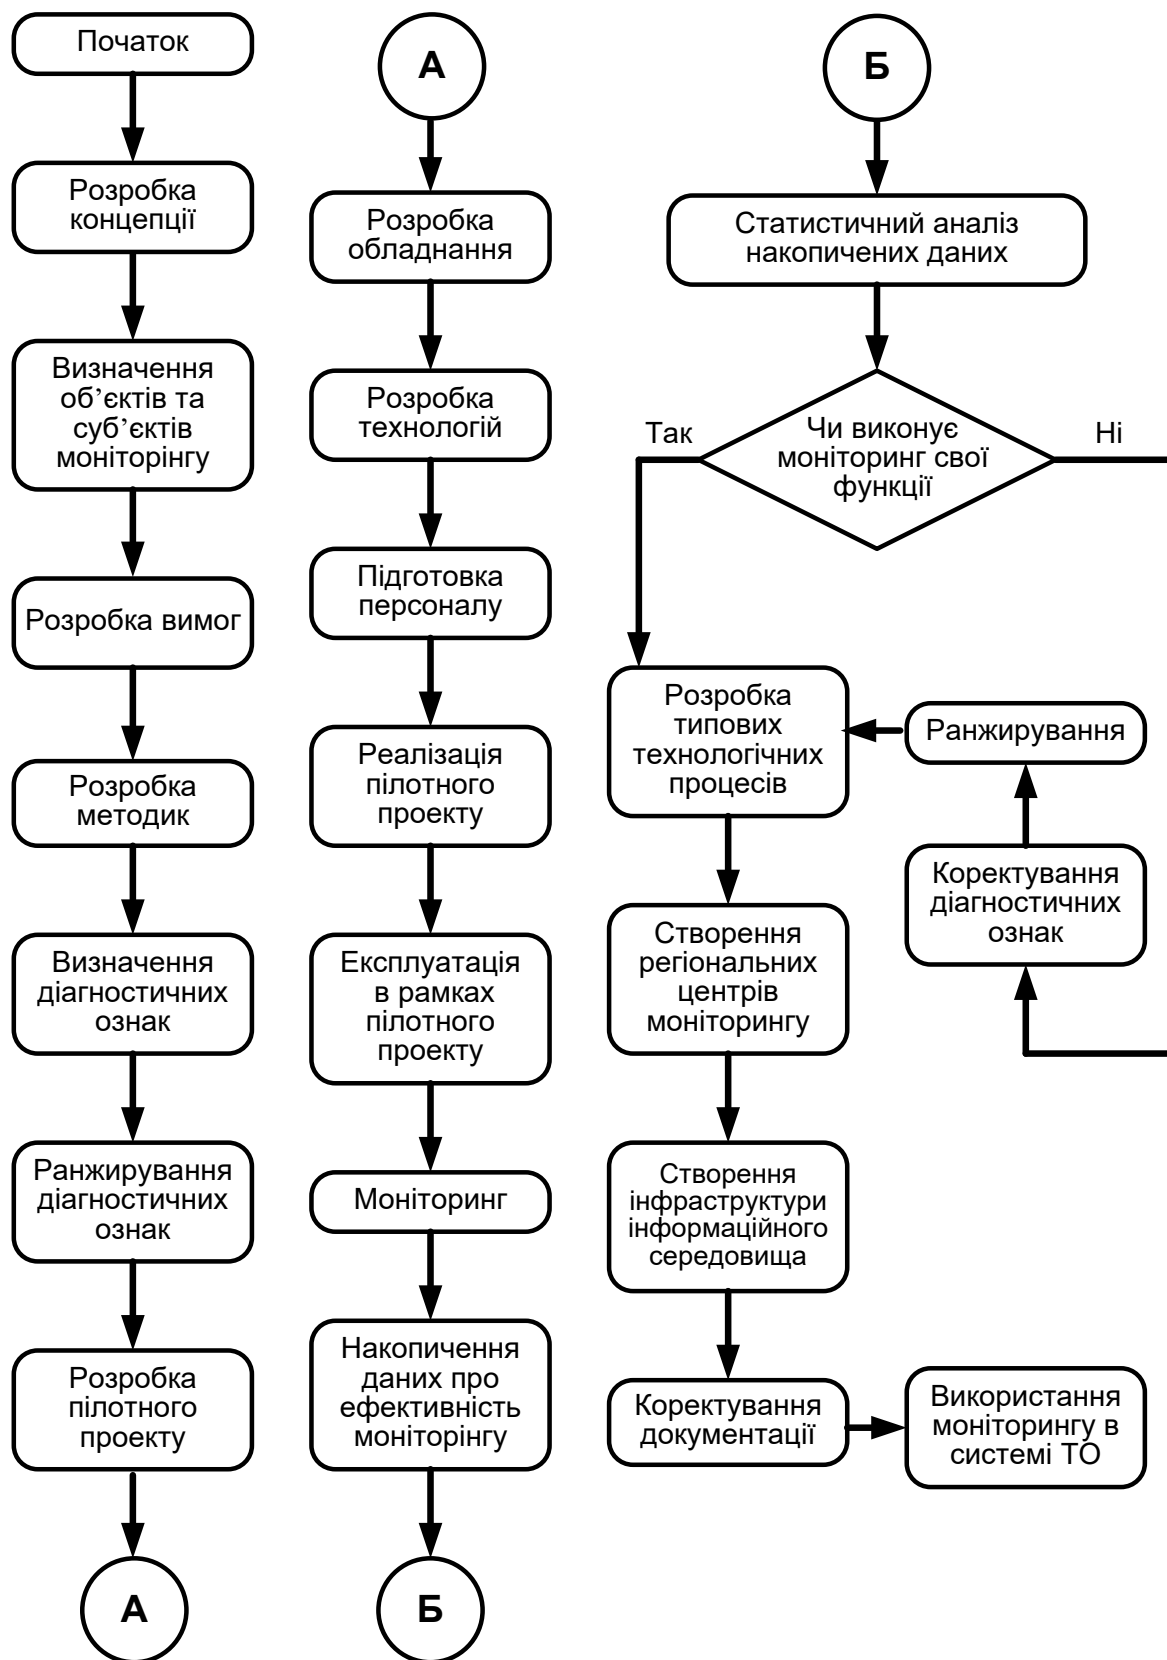 Початок
Розробка
концепції
Визначення
об’єктів та
суб’єктів
моніторінгу
Розробка вимог
Розробка
методик
Визначення
діагностичних
ознак
Ранжирування
діагностичних
ознак
Розробка
пілотного
проекту
А
А
Розробка
обладнання
Розробка
технологій
Підготовка
персоналу
Реалізація
пілотного
проекту
Експлуатація
в рамках
пілотного
проекту
Моніторинг
Накопичення
даних про
ефективність
моніторінгу
Б
Б
Статистичний аналіз
накопичених даних
Так
Чи виконує
моніторинг свої
функції
Ні
Розробка
типових
технологічних
процесів
Ранжирування
Коректування
діагностичних
ознак
Створення
регіональних
центрів
моніторингу
Створення
інфраструктури
інформаційного
середовища
Коректування
документації
Використання
моніторингу в
системі ТО